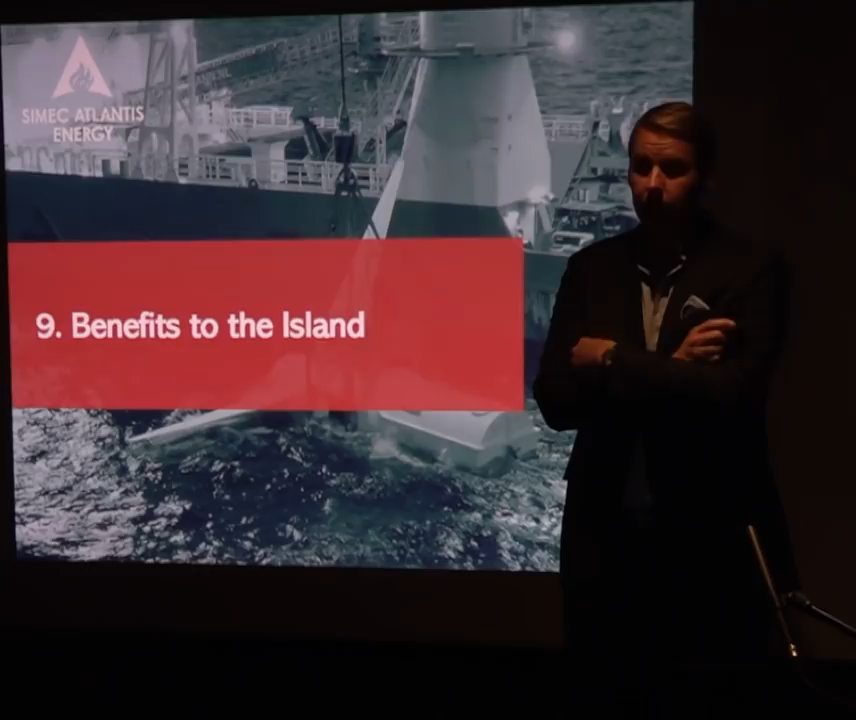 SIMEC ATLANTIS
ENERGY
9. Benefits to the Island